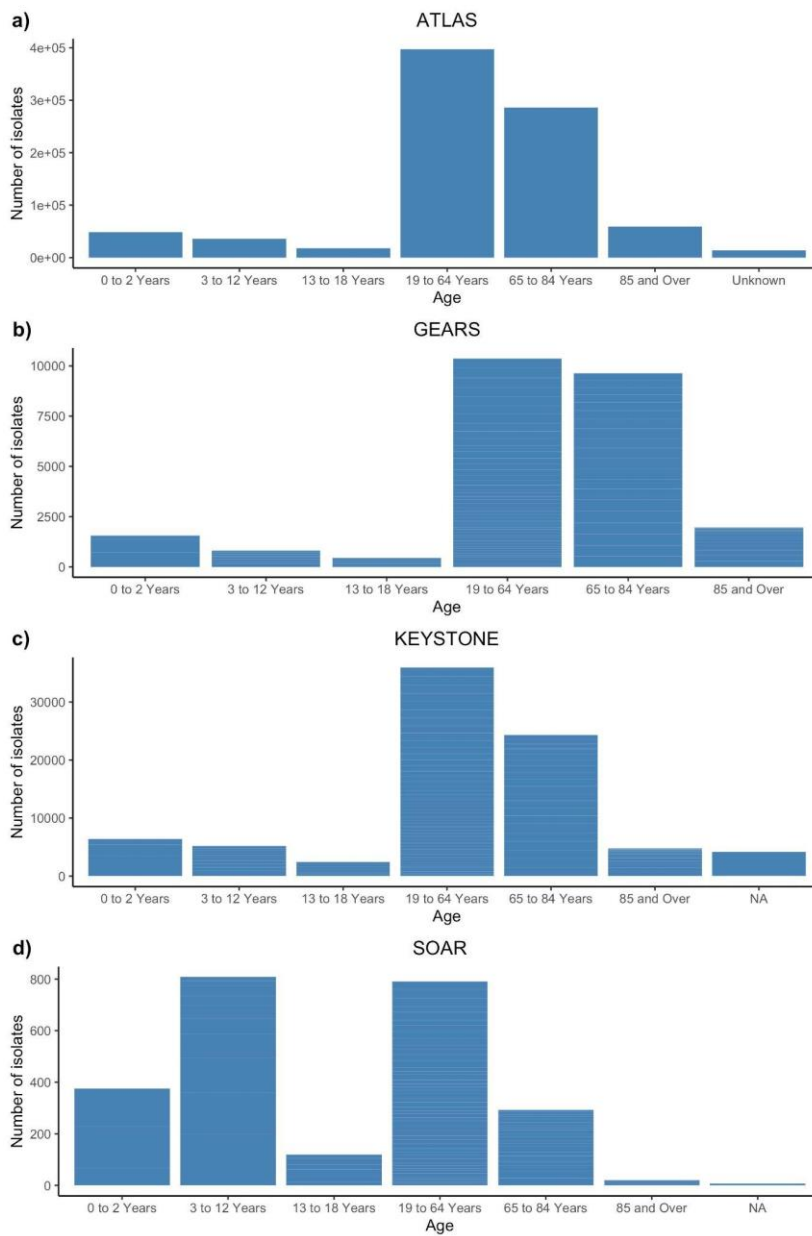 a)
ATLAS
Number of isolates
4e+05
3e+05
2e+05
1e+05
0e+00
0 to 2 Years 3 to 12 Years 13 to 18 Years 19 to 64 Years 65 to 84 Years 85 and Over Unknown
Age
b)
GEARS
Number of isolates
10000
7500
5000
2500
0
0 to 2 Years 3 to 12 Years 13 to 18 Years 19 to 64 Years 65 to 84 Years 85 and Over
Age
c)
KEYSTONE
Number of isolates
30000
20000
10000
0
0 to 2 Years 3 to 12 Years 13 to 18 Years 19 to 64 Years 65 to 84 Years 85 and Over NA
Age
d)
SOAR
Number of isolates
800
600
400
200
0
0 to 2 Years 3 to 12 Years 13 to 18 Years 19 to 64 Years 65 to 84 Years 85 and Over NA
Age